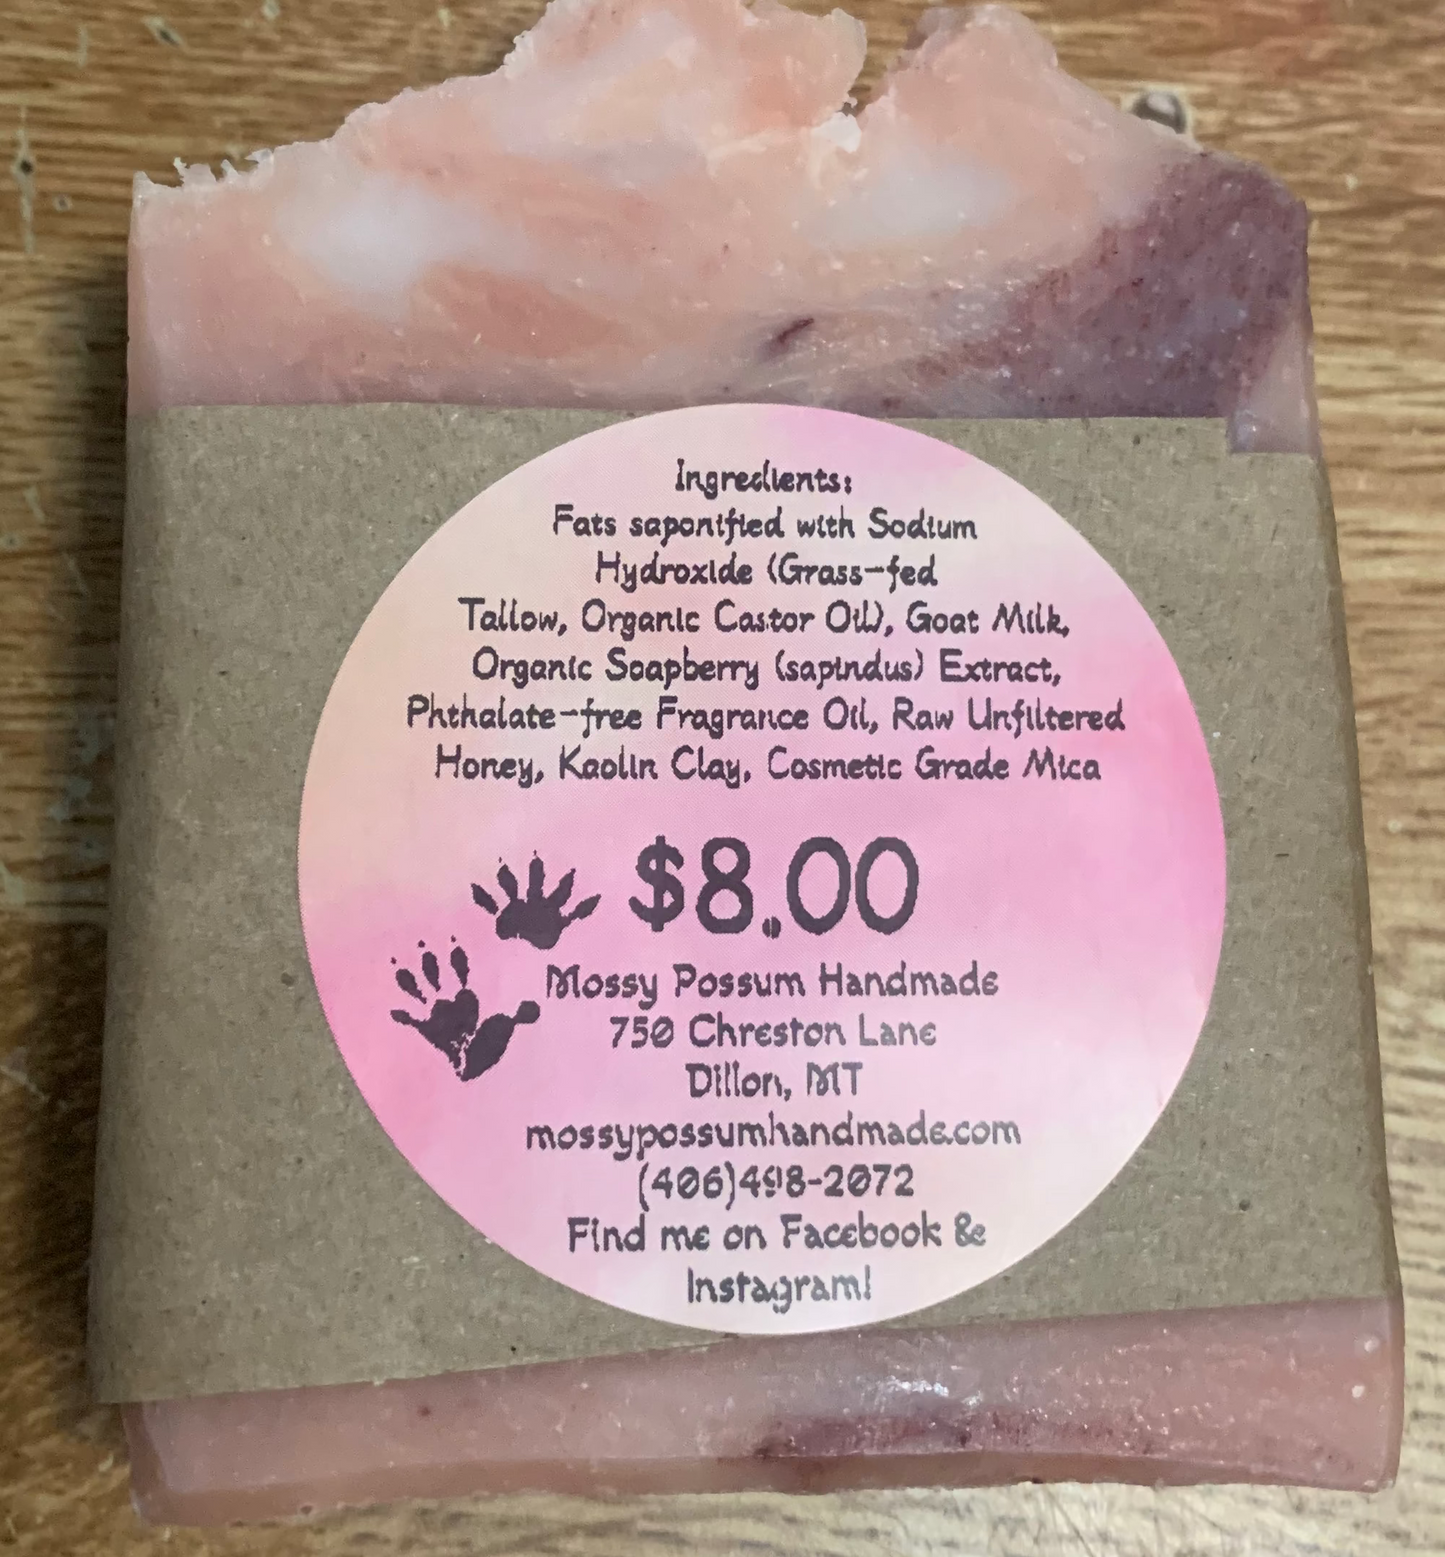 Ingredients:
Fats saponified with Sodium
Hydroxide (Grass-fed
Tallow, Organic Castor Oil), Goat Milk,
Organic Soapberry (sapindus) Extract,
Phthalate-free Fragrance Oil, Raw Unfiltered
Honey, Kaolin Clay, Cosmetic Grade Mica
$8.00
Mossy Possum Handmade
750 Chreston Lane
Dillon, MT
mossypossumhandmade.com
(406)498-2072
Find me on Facebook &
Instagram!